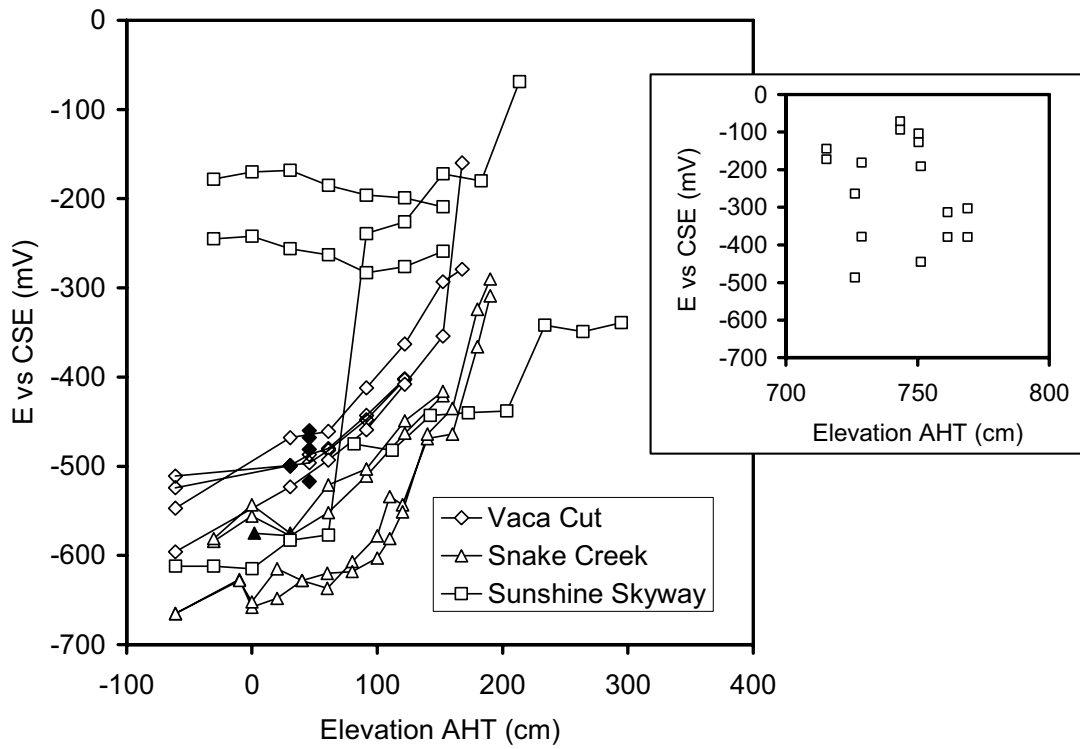 0
-100
-200
-300
-400
-500
-600
-700
E vs CSE (mV)
-100 0 100 200 300 400
Elevation AHT (cm)
Vaca Cut
Snake Creek
Sunshine Skyway
0
-100
-200
-300
-400
-500
-600
-700
E vs CSE (mV)
700 750 800
Elevation AHT (cm)